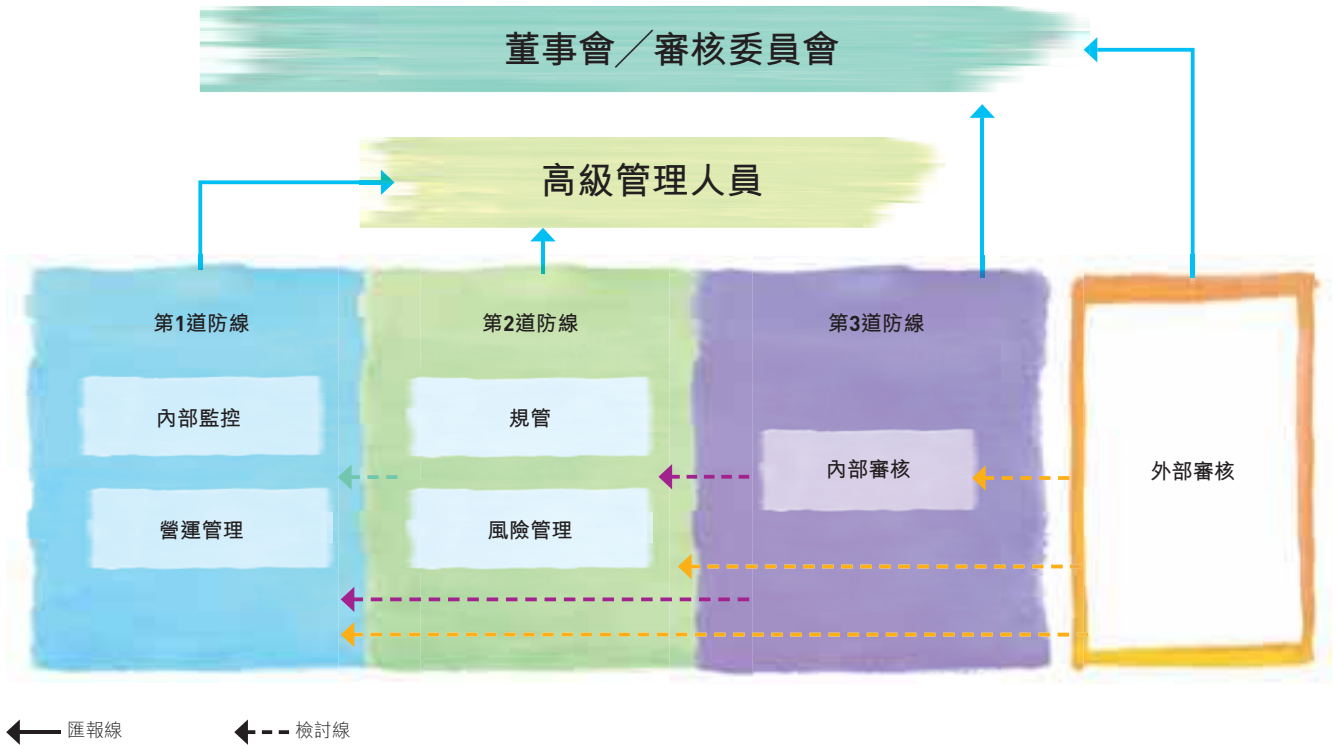 董事會／審核委員會
高級管理人員
第1道防線
第2道防線
第3道防線
內部監控
規管
內部審核
外部審核
營運管理
風險管理
匯報線
檢討線